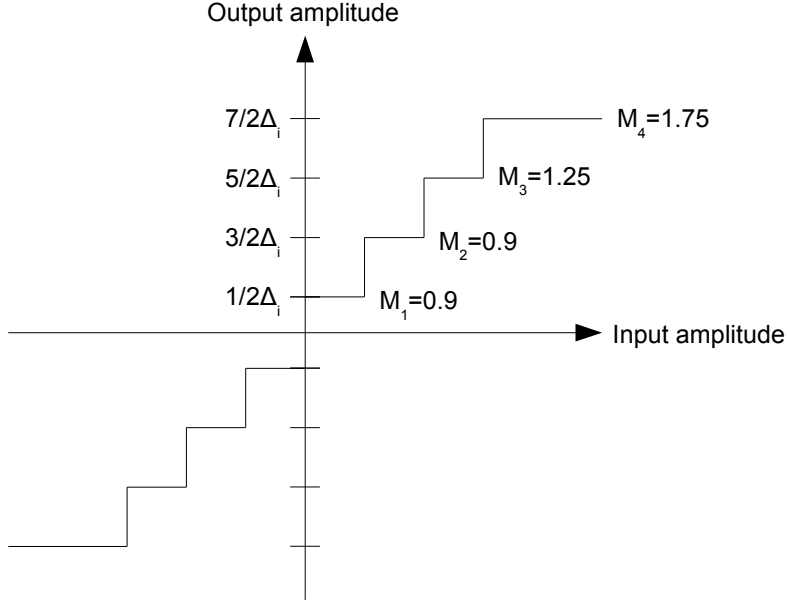 Output amplitude
7/2Δi
M4=1.75
5/2Δi
M3=1.25
3/2Δi
M2=0.9
1/2Δi
M1=0.9
Input amplitude